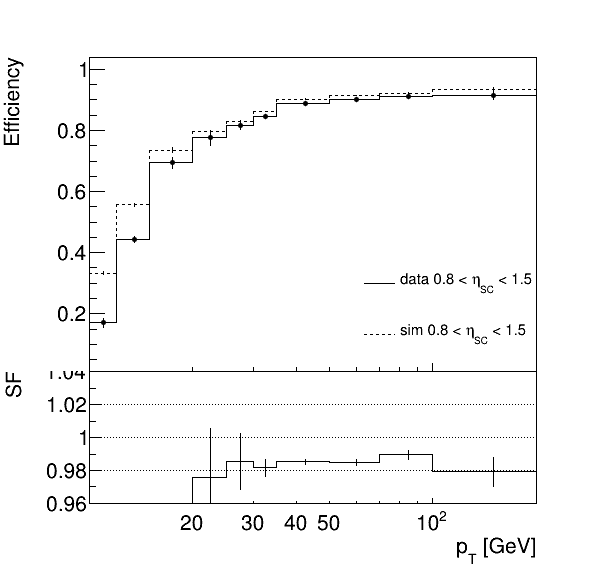 Efficiency
1
0.8
0.6
0.4
0.2
data 0.8 < η_SC < 1.5
sim 0.8 < η_SC < 1.5
SF
1.04
1.02
1
0.98
0.96
20 30 40 50 10²
p_T [GeV]